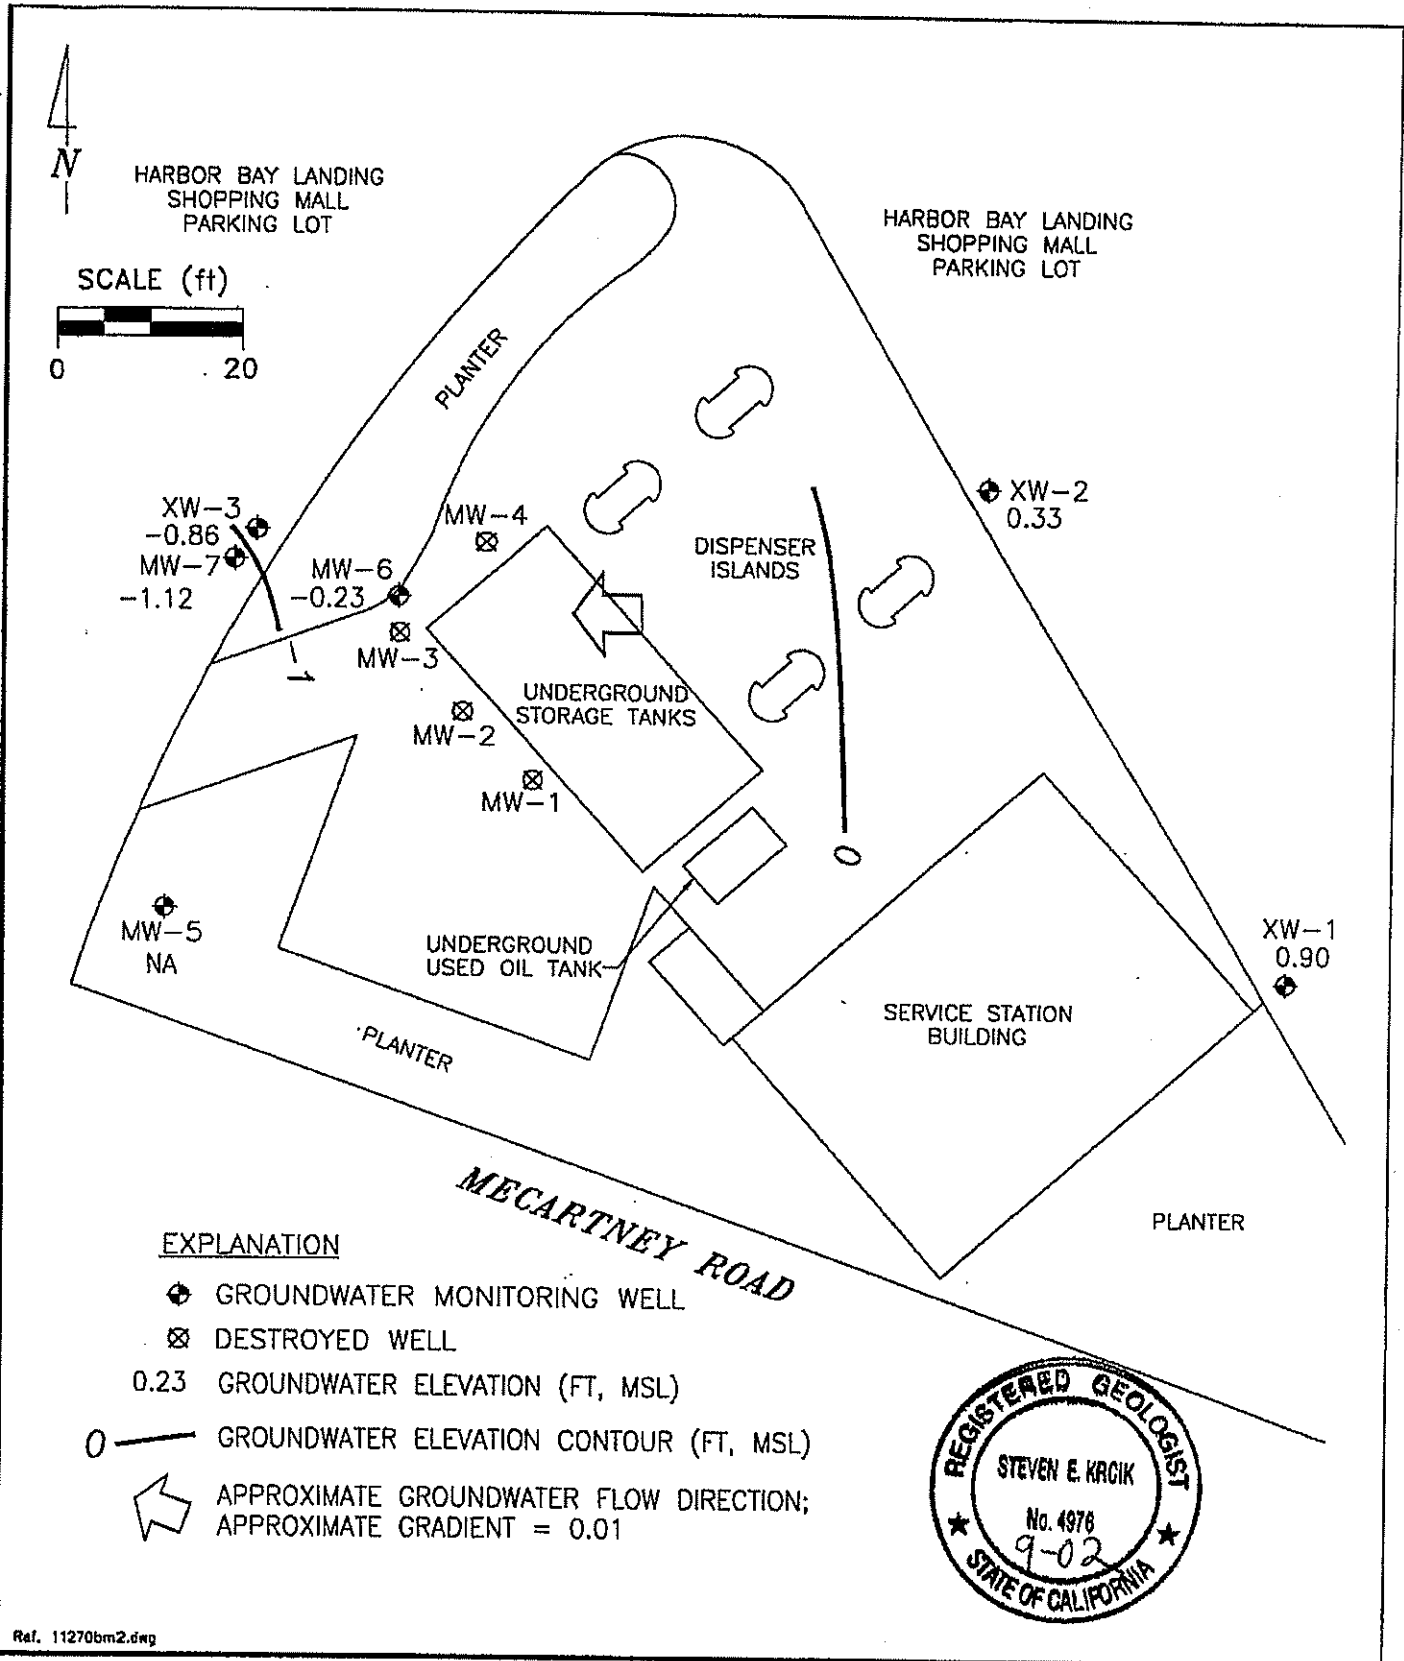 N
HARBOR BAY LANDING
SHOPPING MALL
PARKING LOT
HARBOR BAY LANDING
SHOPPING MALL
PARKING LOT
SCALE (ft)
0 20
PLANTER
XW-3
-0.86
MW-7
-1.12
MW-4
MW-6
-0.23
MW-3
DISPENSER
ISLANDS
XW-2
0.33
-1
UNDERGROUND
STORAGE TANKS
MW-2
MW-1
0
MW-5
NA
UNDERGROUND
USED OIL TANK
XW-1
0.90
SERVICE STATION
BUILDING
PLANTER
MECARTNEY ROAD
PLANTER
EXPLANATION
GROUNDWATER MONITORING WELL
DESTROYED WELL
0.23 GROUNDWATER ELEVATION (FT, MSL)
0 GROUNDWATER ELEVATION CONTOUR (FT, MSL)
APPROXIMATE GROUNDWATER FLOW DIRECTION;
APPROXIMATE GRADIENT = 0.01
REGISTERED GEOLOGIST
STEVEN E. KRCIK
No. 4976
9-02
STATE OF CALIFORNIA
Ref. 11270bm2.dwg